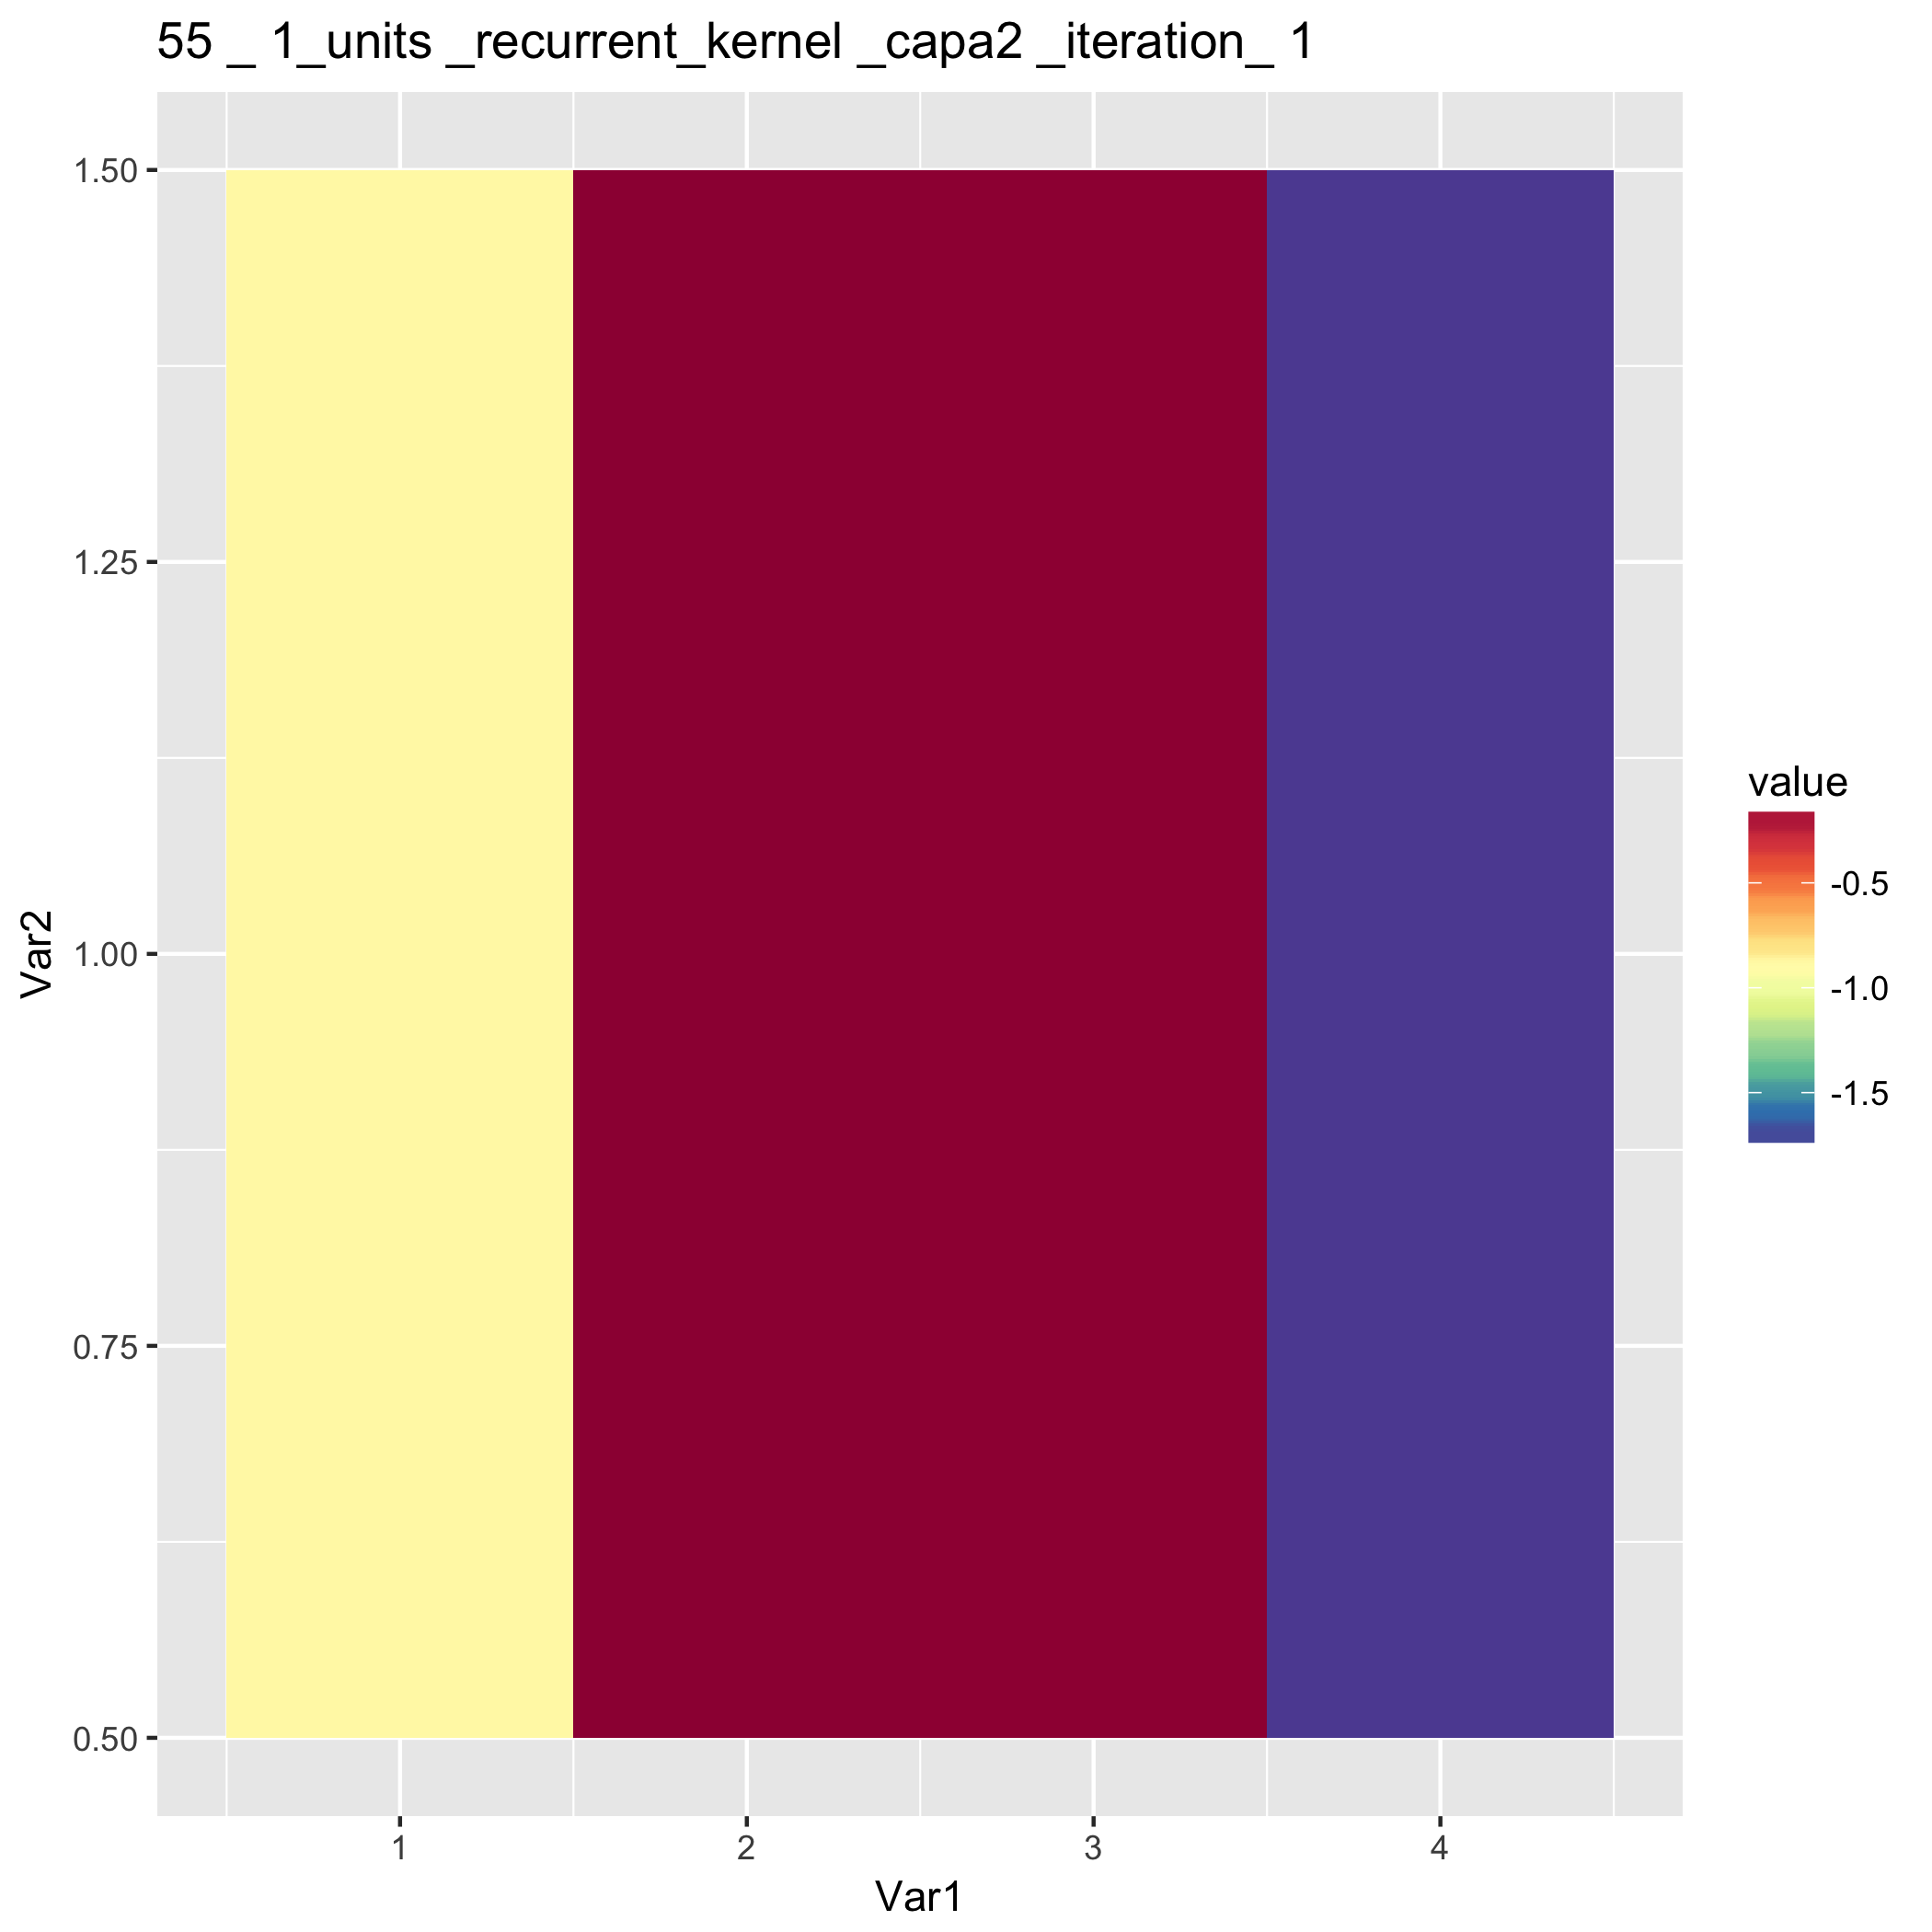 55 _ 1_units _recurrent_kernel _capa2 _iteration_ 1
1.50
1.25
1.00
0.75
0.50
Var2
1 2 3 4
Var1
value
-0.5
-1.0
-1.5